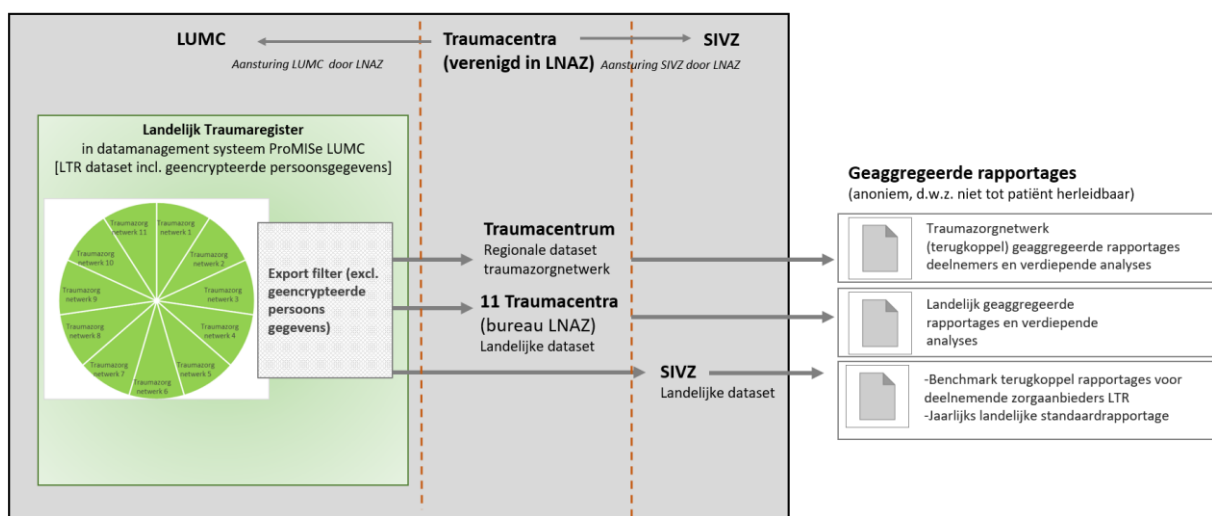 LUMC
Traumacentra
(verenigd in LNAZ)
SIVZ
Aansturing LUMC door LNAZ
Aansturing SIVZ door LNAZ
Landelijk Traumaregister
in datamanagement systeem ProMISe LUMC
[LTR dataset incl. geencrypteerde persoonsgegevens]
Traumazorg
netwerk 11
Traumazorg
netwerk 1
Traumazorg
netwerk 10
Traumazorg
netwerk 2
Traumazorg
netwerk 9
Traumazorg
netwerk 3
Traumazorg
netwerk 8
Traumazorg
netwerk 4
Traumazorg
netwerk 7
Traumazorg
netwerk 5
Traumazorg
netwerk 6
Export filter (excl.
geencrypteerde
persoons
gegevens)
Traumacentrum
Regionale dataset
traumazorgnetwerk
11 Traumacentra
(bureau LNAZ)
Landelijke dataset
SIVZ
Landelijke dataset
Geaggregeerde rapportages
(anoniem, d.w.z. niet tot patiënt herleidbaar)
Traumazorgnetwerk
(terugkoppel) geaggregeerde rapportages
deelnemers en verdiepende analyses
Landelijk geaggregeerde
rapportages en verdiepende
analyses
-Benchmark terugkoppel rapportages voor
deelnemende zorgaanbieders LTR
-Jaarlijks landelijke standaardrapportage